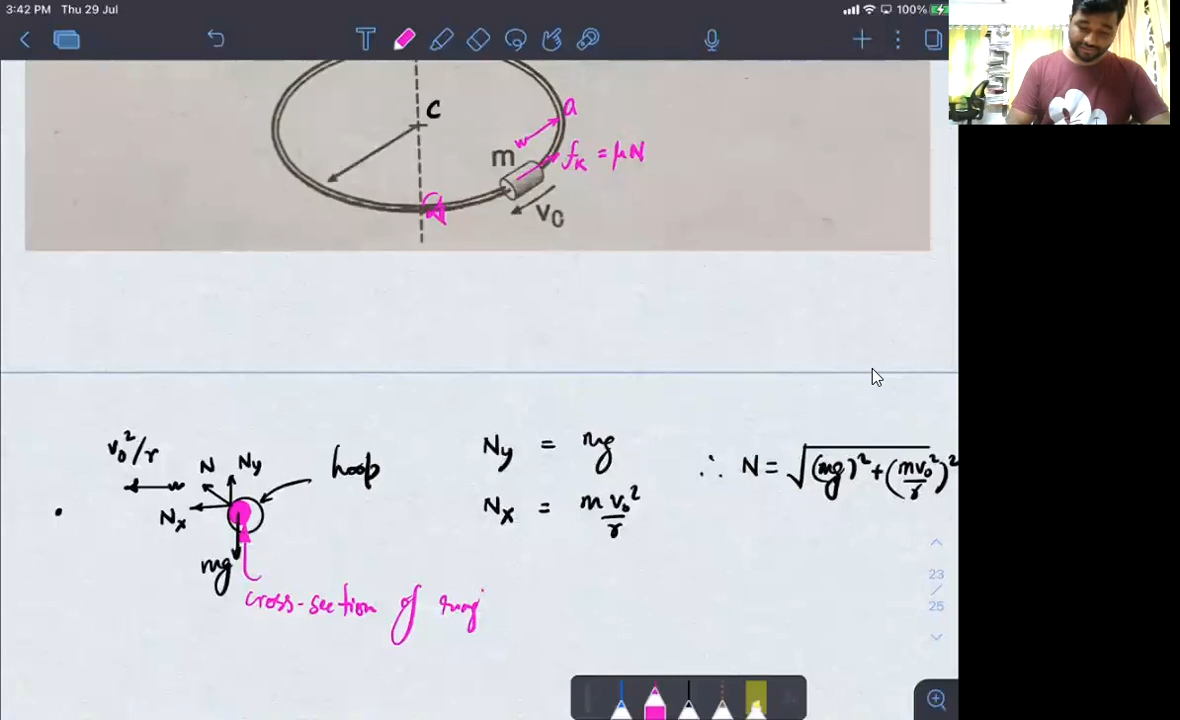 3:42 PM Thu 29 Jul
100%
T
C
a
m
fK = μN
v0
v0²/r
N
Ny
hoop
Nx
mg
cross-section of ring
Ny = mg
Nx = m v0²/r
∴ N = √(mg)² + (mv0²/r)²
23
/
25